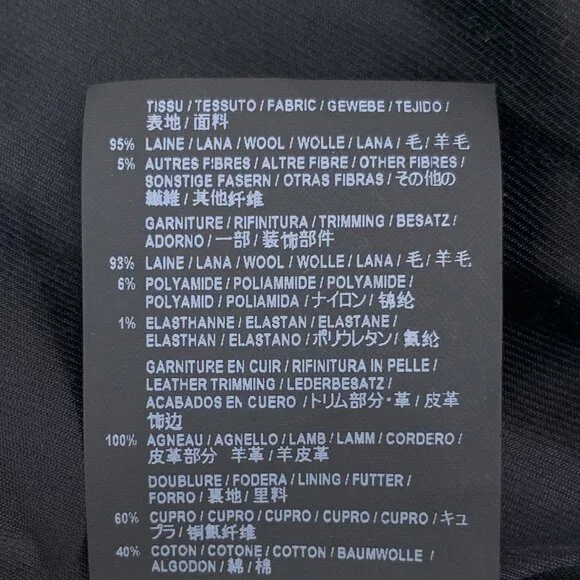 TISSU / TESSUTO / FABRIC / GEWEBE / TEJIDO /
表地 / 面料
95% LAINE / LANA / WOOL / WOLLE / LANA / 毛 / 羊毛
5% AUTRES FIBRES / ALTRE FIBRE / OTHER FIBRES /
SONSTIGE FASERN / OTRAS FIBRAS / その他の
繊維 / 其他纤维
GARNITURE / RIFINITURA / TRIMMING / BESATZ /
ADORNO / 一部 / 装饰部件
93% LAINE / LANA / WOOL / WOLLE / LANA / 毛 / 羊毛
6% POLYAMIDE / POLIAMMIDE / POLYAMIDE /
POLYAMID / POLIAMIDA / ナイロン / 锦纶
1% ELASTHANNE / ELASTAN / ELASTANE /
ELASTHAN / ELASTANO / ポリウレタン / 氨纶
GARNITURE EN CUIR / RIFINITURA IN PELLE /
LEATHER TRIMMING / LEDERBESATZ /
ACABADOS EN CUERO / トリム部分・革 / 皮革
饰边
100% AGNEAU / AGNELLO / LAMB / LAMM / CORDERO /
皮革部分 羊革 / 羊皮革
DOUBLURE / FODERA / LINING / FUTTER /
FORRO / 裏地 / 里料
60% CUPRO / CUPRO / CUPRO / CUPRO / CUPRO / キュ
プラ / 铜氨纤维
40% COTON / COTONE / COTTON / BAUMWOLLE /
ALGODON / 綿 / 棉